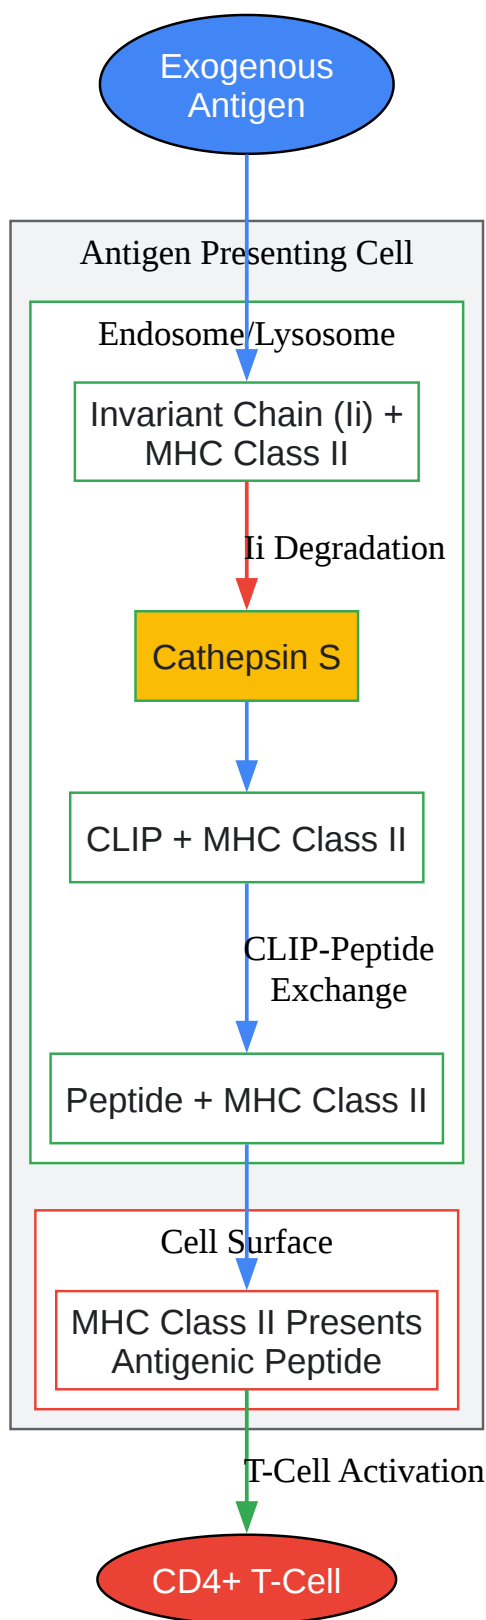 Exogenous
Antigen
Antigen Presenting Cell
Endosome/Lysosome
Invariant Chain (Ii) +
MHC Class II
Ii Degradation
Cathepsin S
CLIP + MHC Class II
CLIP-Peptide
Exchange
Peptide + MHC Class II
Cell Surface
MHC Class II Presents
Antigenic Peptide
T-Cell Activation
CD4+ T-Cell